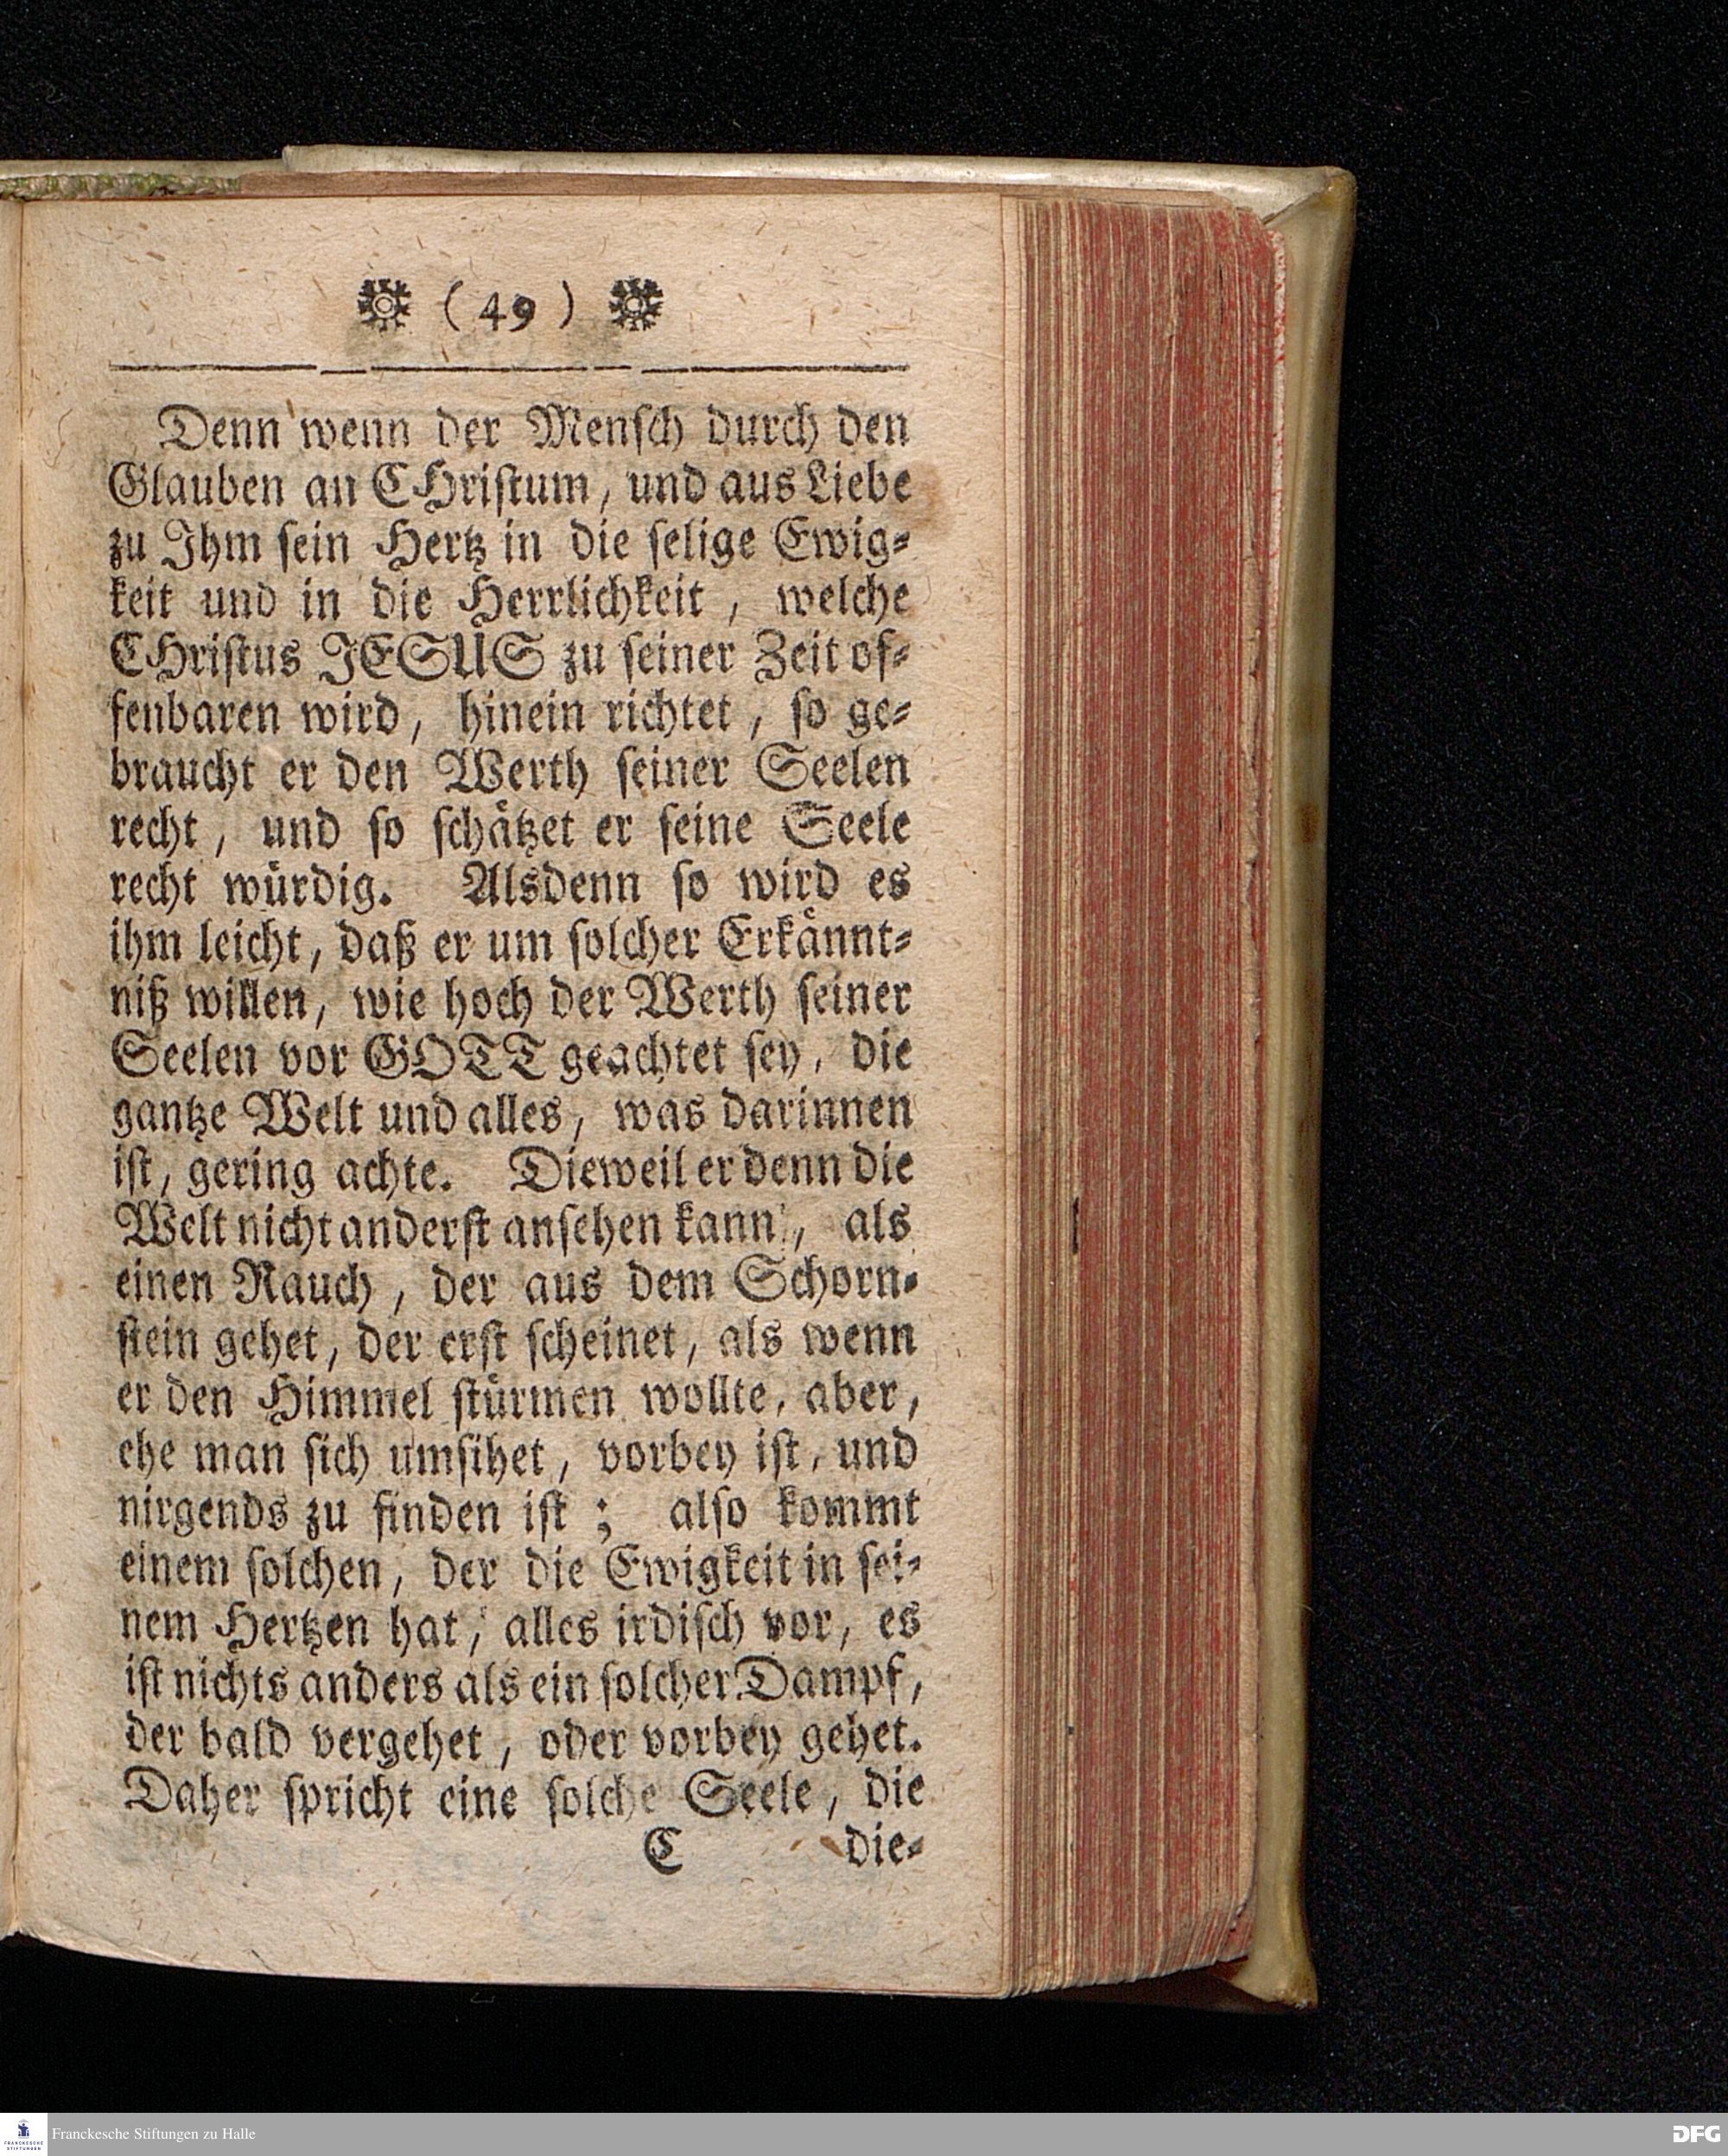 ( 49 )
Denn wenn der Menſch durch den
Glauben an CHriſtum, und aus Liebe
zu Ihm ſein Hertz in die ſelige Ewig⸗
keit und in die Herrlichkeit, welche
CHriſtus JESUS zu ſeiner Zeit of⸗
fenbaren wird, hinein richtet, ſo ge⸗
braucht er den Werth ſeiner Seelen
recht, und ſo ſchätzet er ſeine Seele
recht würdig. Alsdenn ſo wird es
ihm leicht, daß er um ſolcher Erkännt⸗
niß willen, wie hoch der Werth ſeiner
Seelen vor GOTT geachtet ſey, die
gantze Welt und alles, was darinnen
iſt, gering achte. Dieweil er denn die
Welt nicht anderſt anſehen kann, als
einen Rauch, der aus dem Schorn⸗
ſtein gehet, der erſt ſcheinet, als wenn
er den Himmel ſtürmen wollte, aber,
ehe man ſich umſihet, vorbey iſt, und
nirgends zu finden iſt; alſo kommt
einem ſolchen, der die Ewigkeit in ſei⸗
nem Hertzen hat, alles irdiſch vor, es
iſt nichts anders als ein ſolcher Dampf,
der bald vergehet, oder vorbey gehet.
Daher ſpricht eine ſolche Seele, die
C die⸗
FRANCKESCHE STIFTUNGEN
Franckesche Stiftungen zu Halle
DFG